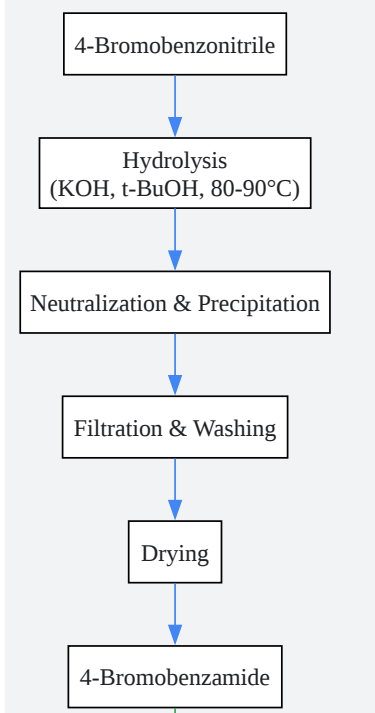 4-Bromobenzonitrile
Hydrolysis
(KOH, t-BuOH, 80-90°C)
Neutralization & Precipitation
Filtration & Washing
Drying
4-Bromobenzamide